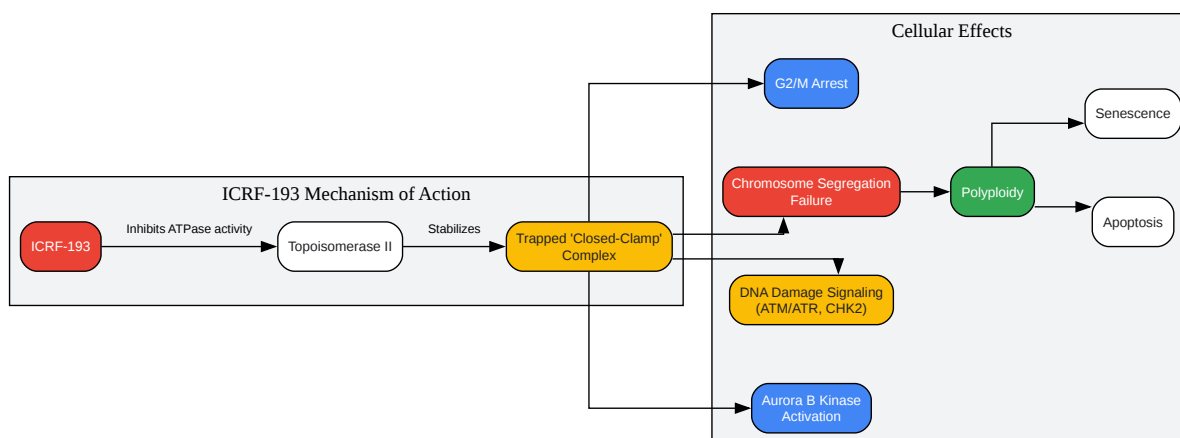 Cellular Effects
G2/M Arrest
Senescence
Chromosome Segregation
Failure
Polyploidy
Apoptosis
ICRF-193 Mechanism of Action
ICRF-193
Inhibits ATPase activity
Topoisomerase II
Stabilizes
Trapped 'Closed-Clamp'
Complex
DNA Damage Signaling
(ATM/ATR, CHK2)
Aurora B Kinase
Activation